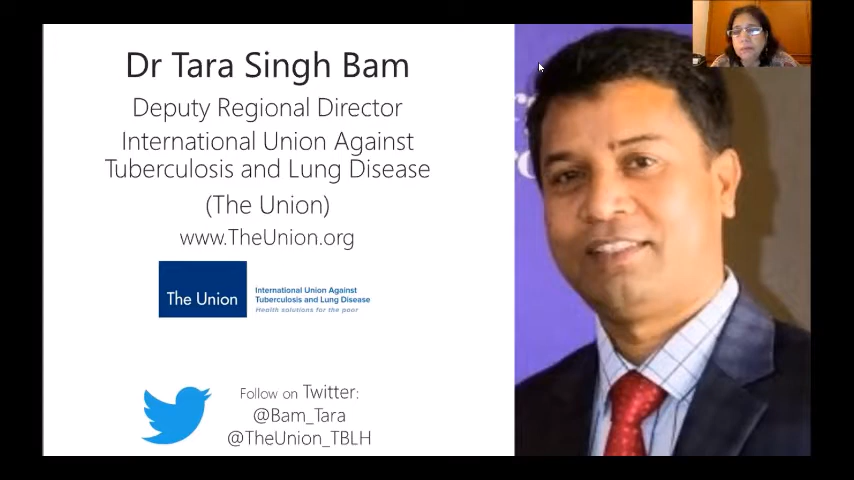 Dr Tara Singh Bam
Deputy Regional Director
International Union Against
Tuberculosis and Lung Disease
(The Union)
www.TheUnion.org
The Union
International Union Against
Tuberculosis and Lung Disease
Health solutions for the poor
Follow on Twitter:
@Bam_Tara
@TheUnion_TBLH